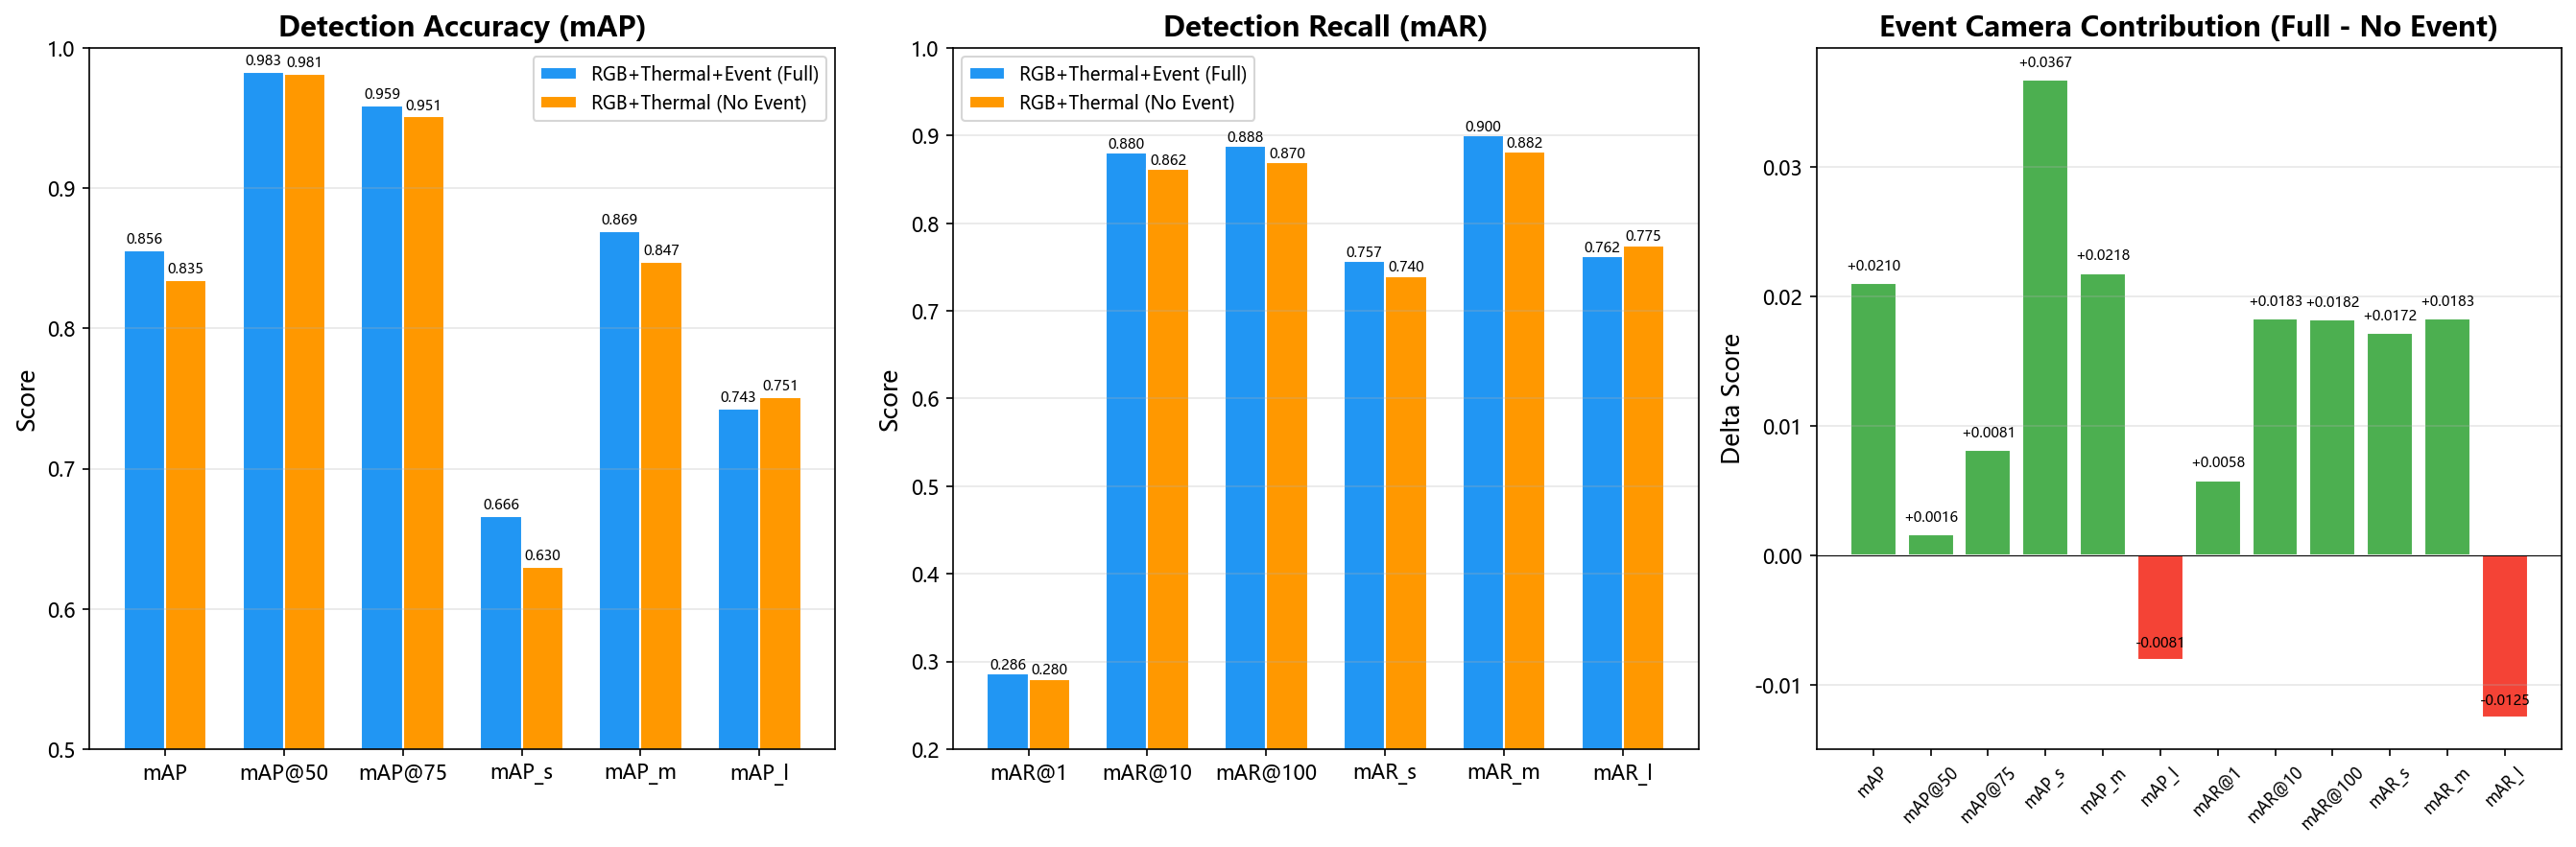 Detection Accuracy (mAP)
Score
1.0
0.9
0.8
0.7
0.6
0.5
RGB+Thermal+Event (Full)
RGB+Thermal (No Event)
0.856
0.835
0.983
0.981
0.959
0.951
0.666
0.630
0.869
0.847
0.743
0.751
mAP
mAP@50
mAP@75
mAP_s
mAP_m
mAP_l
Detection Recall (mAR)
Score
1.0
0.9
0.8
0.7
0.6
0.5
0.4
0.3
0.2
RGB+Thermal+Event (Full)
RGB+Thermal (No Event)
0.286
0.280
0.880
0.862
0.888
0.870
0.757
0.740
0.900
0.882
0.762
0.775
mAR@1
mAR@10
mAR@100
mAR_s
mAR_m
mAR_l
Event Camera Contribution (Full - No Event)
Delta Score
0.03
0.02
0.01
0.00
-0.01
+0.0210
+0.0016
+0.0081
+0.0367
+0.0218
-0.0081
+0.0058
+0.0183
+0.0182
+0.0172
+0.0183
-0.0125
mAP
mAP@50
mAP@75
mAP_s
mAP_m
mAP_l
mAR@1
mAR@10
mAR@100
mAR_s
mAR_m
mAR_l